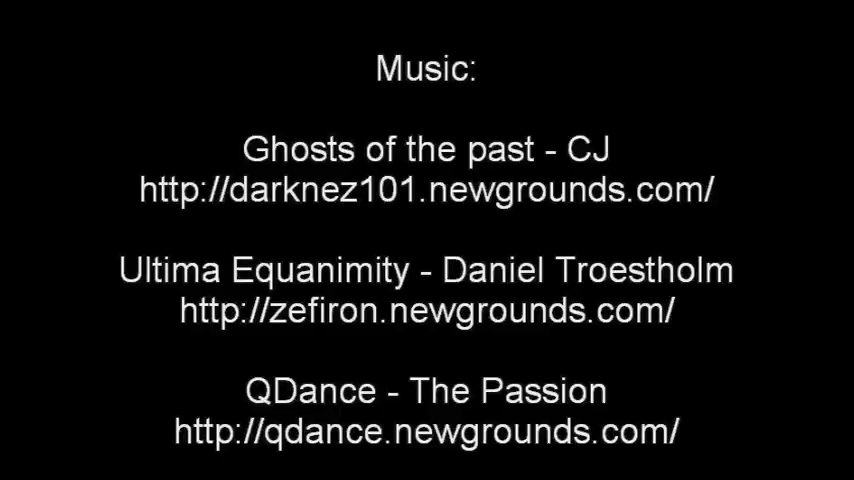 Music:
Ghosts of the past - CJ
http://darknez101.newgrounds.com/
Ultima Equanimity - Daniel Troestholm
http://zefiron.newgrounds.com/
QDance - The Passion
http://qdance.newgrounds.com/